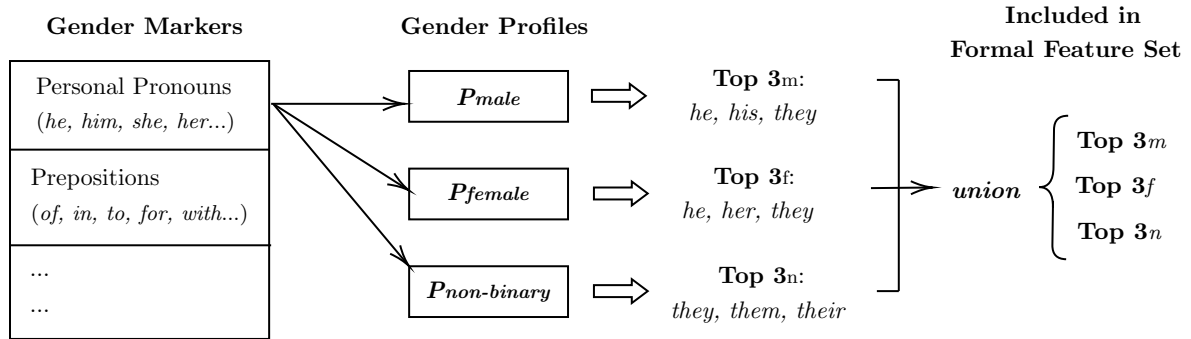 Gender Markers
Personal Pronouns
(he, him, she, her...)
Prepositions
(of, in, to, for, with...)
...
...
Gender Profiles
Pmale
Pfemale
Pnon-binary
Top 3m:
he, his, they
Top 3f:
he, her, they
Top 3n:
they, them, their
Included in
Formal Feature Set
union
Top 3m
Top 3f
Top 3n